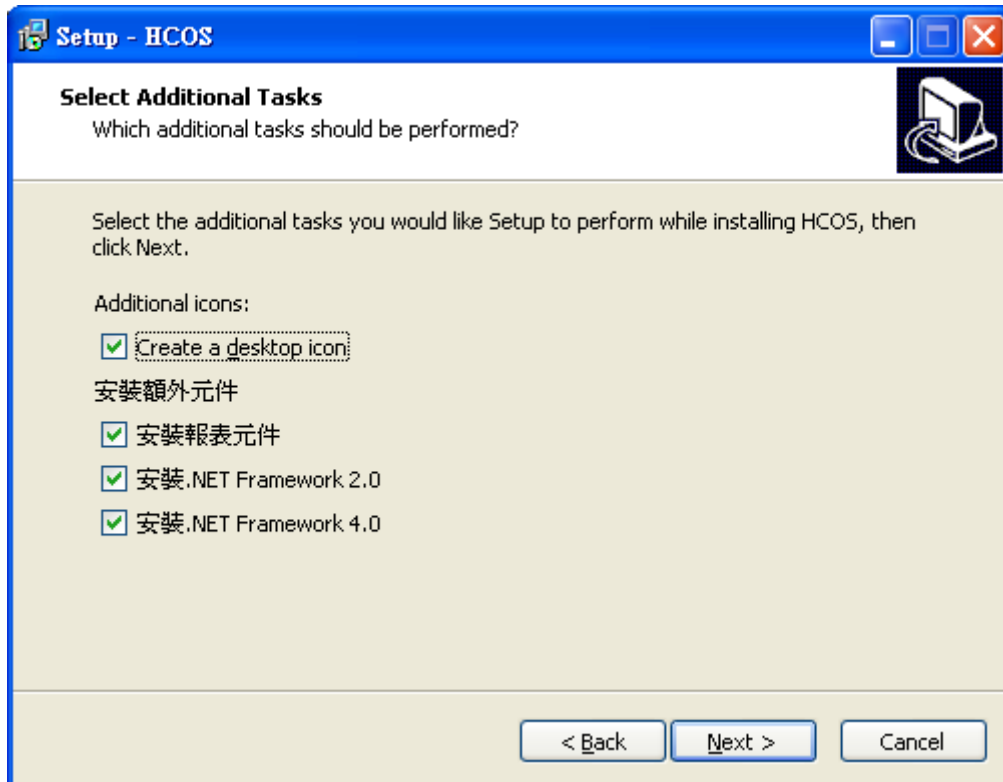 Setup - HCOS
Select Additional Tasks
Which additional tasks should be performed?
Select the additional tasks you would like Setup to perform while installing HCOS, then
click Next.
Additional icons:
Create a desktop icon
安裝額外元件
安裝報表元件
安裝.NET Framework 2.0
安裝.NET Framework 4.0
< Back
Next >
Cancel